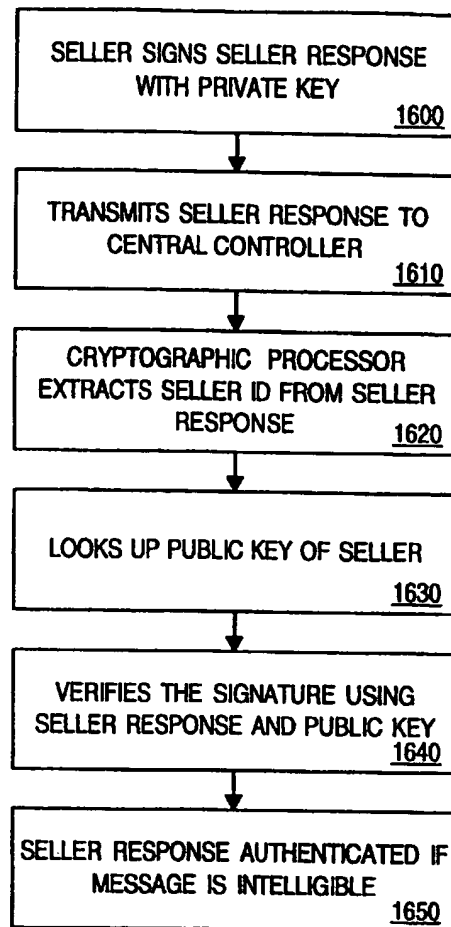 SELLER SIGNS SELLER RESPONSE
WITH PRIVATE KEY
1600
TRANSMITS SELLER RESPONSE TO
CENTRAL CONTROLLER
1610
CRYPTOGRAPHIC PROCESSOR
EXTRACTS SELLER ID FROM SELLER
RESPONSE
1620
LOOKS UP PUBLIC KEY OF SELLER
1630
VERIFIES THE SIGNATURE USING
SELLER RESPONSE AND PUBLIC KEY
1640
SELLER RESPONSE AUTHENTICATED IF
MESSAGE IS INTELLIGIBLE
1650